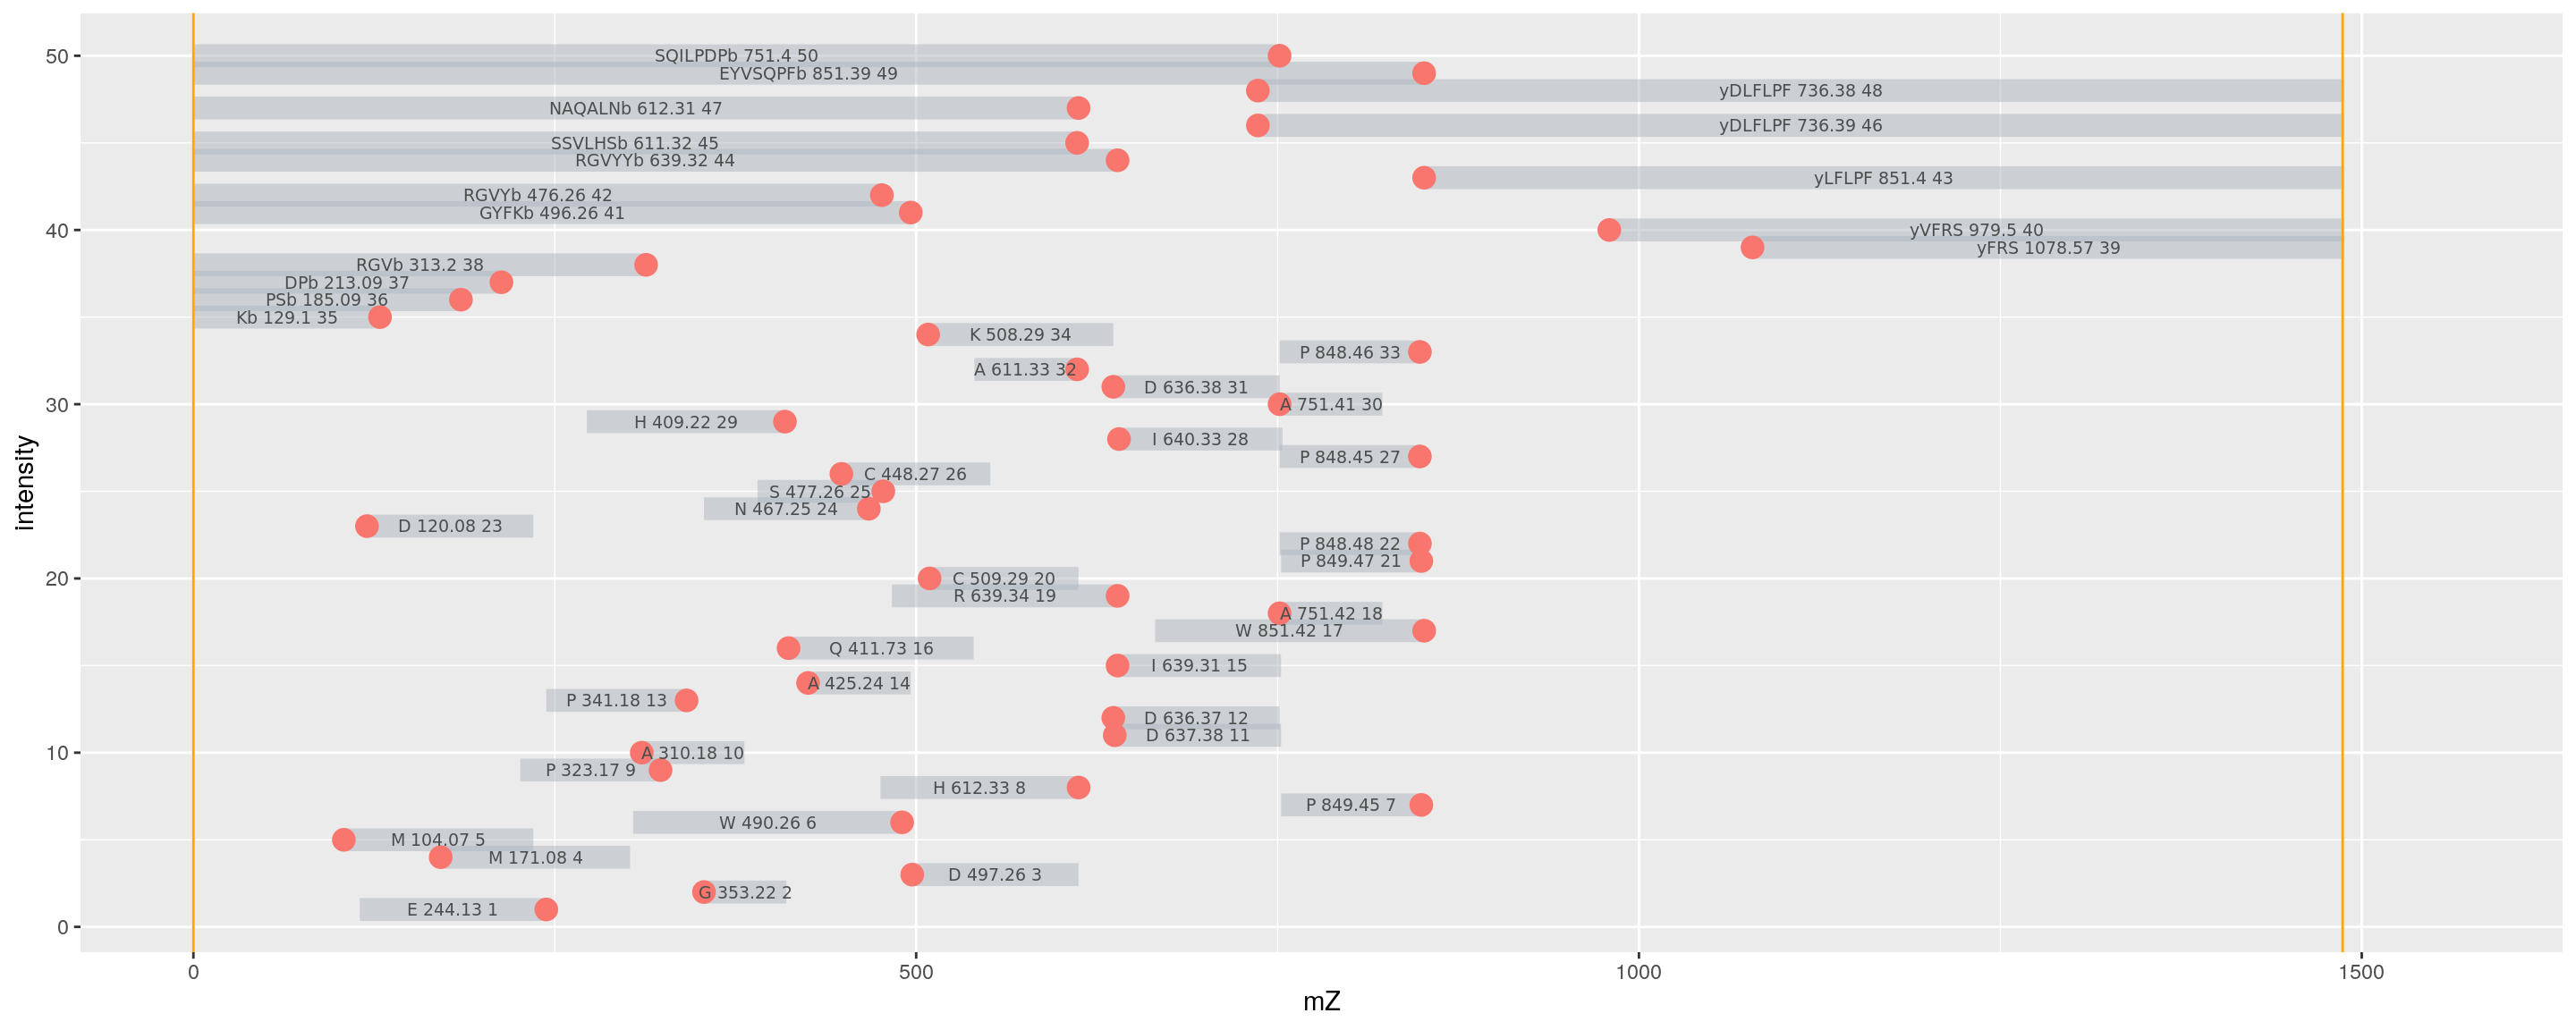 50
SQILPDPb 751.4 50
EYVSQPFb 851.39 49
yDLFLPF 736.38 48
NAQALNb 612.31 47
yDLFLPF 736.39 46
SSVLHSb 611.32 45
RGVYYb 639.32 44
yLFLPF 851.4 43
RGVYb 476.26 42
GYFKb 496.26 41
40
yVFRS 979.5 40
yFRS 1078.57 39
RGVb 313.2 38
DPb 213.09 37
PSb 185.09 36
Kb 129.1 35
K 508.29 34
P 848.46 33
A 611.33 32
D 636.38 31
30
A 751.41 30
H 409.22 29
I 640.33 28
P 848.45 27
C 448.27 26
S 477.26 25
N 467.25 24
D 120.08 23
P 848.48 22
P 849.47 21
20
C 509.29 20
R 639.34 19
A 751.42 18
W 851.42 17
Q 411.73 16
I 639.31 15
A 425.24 14
P 341.18 13
D 636.37 12
D 637.38 11
10
A 310.18 10
P 323.17 9
H 612.33 8
P 849.45 7
W 490.26 6
M 104.07 5
M 171.08 4
D 497.26 3
G 353.22 2
E 244.13 1
0
intensity
0
500
1000
1500
mZ